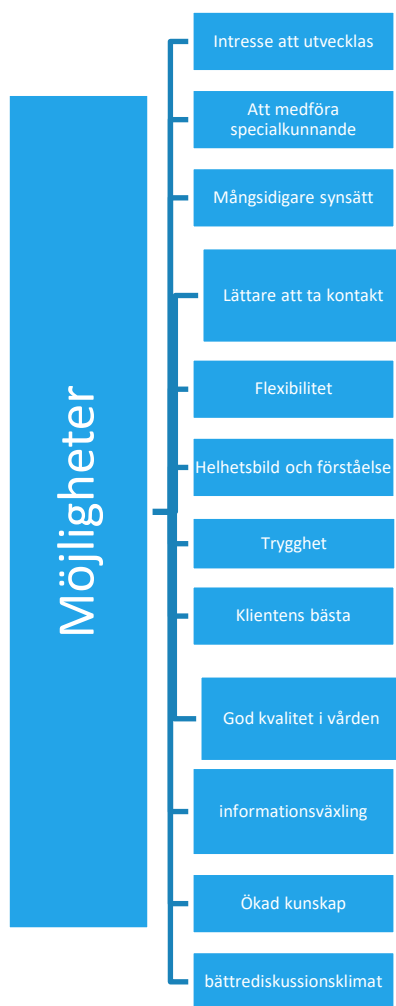 Möjligheter
Intresse att utvecklas
Att medföra
specialkunnande
Mångsidigare synsätt
Lättare att ta kontakt
Flexibilitet
Helhetsbild och förståelse
Trygghet
Klientens bästa
God kvalitet i vården
informationsväxling
Ökad kunskap
bättrediskussionsklimat